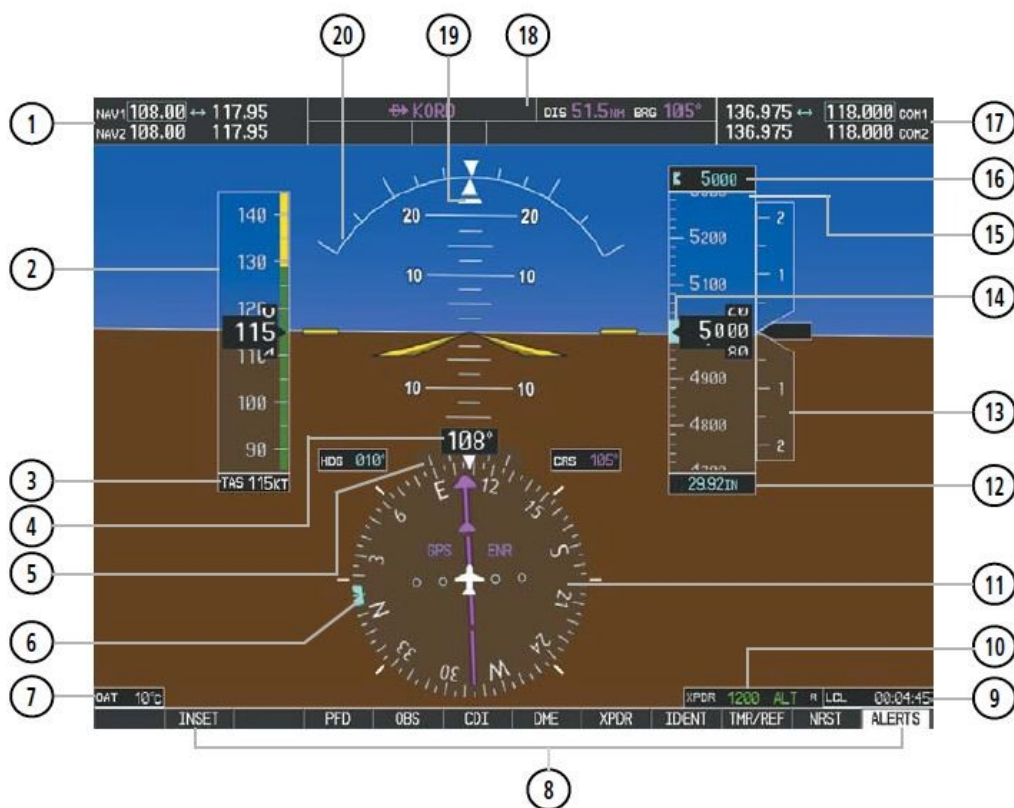 20 19 18
NAV1 108.00 ↔ 117.95
NAV2 108.00 117.95
D KORD
DIS 51.5NM BRG 105°
136.975 ↔ 118.000 COM1
136.975 118.000 COM2
1
17
5000
16
140
20 20
5200
2
15
2
130
10 10
5100
1
14
115
5000
20
80
110
100
10 10
4900
1
13
90
4800
2
108°
HDG 010°
CRS 105°
3
TAS 115KT
29.92IN
12
4
5
E 12 15 S 21 24 W 30 33 N 3 6
GPS ENR
11
6
10
7
OAT 10°C
XPDR 1200 ALT R LCL 00:04:45
9
INSET PFD OBS CDI DME XPDR IDENT TMR/REF NRST ALERTS
8